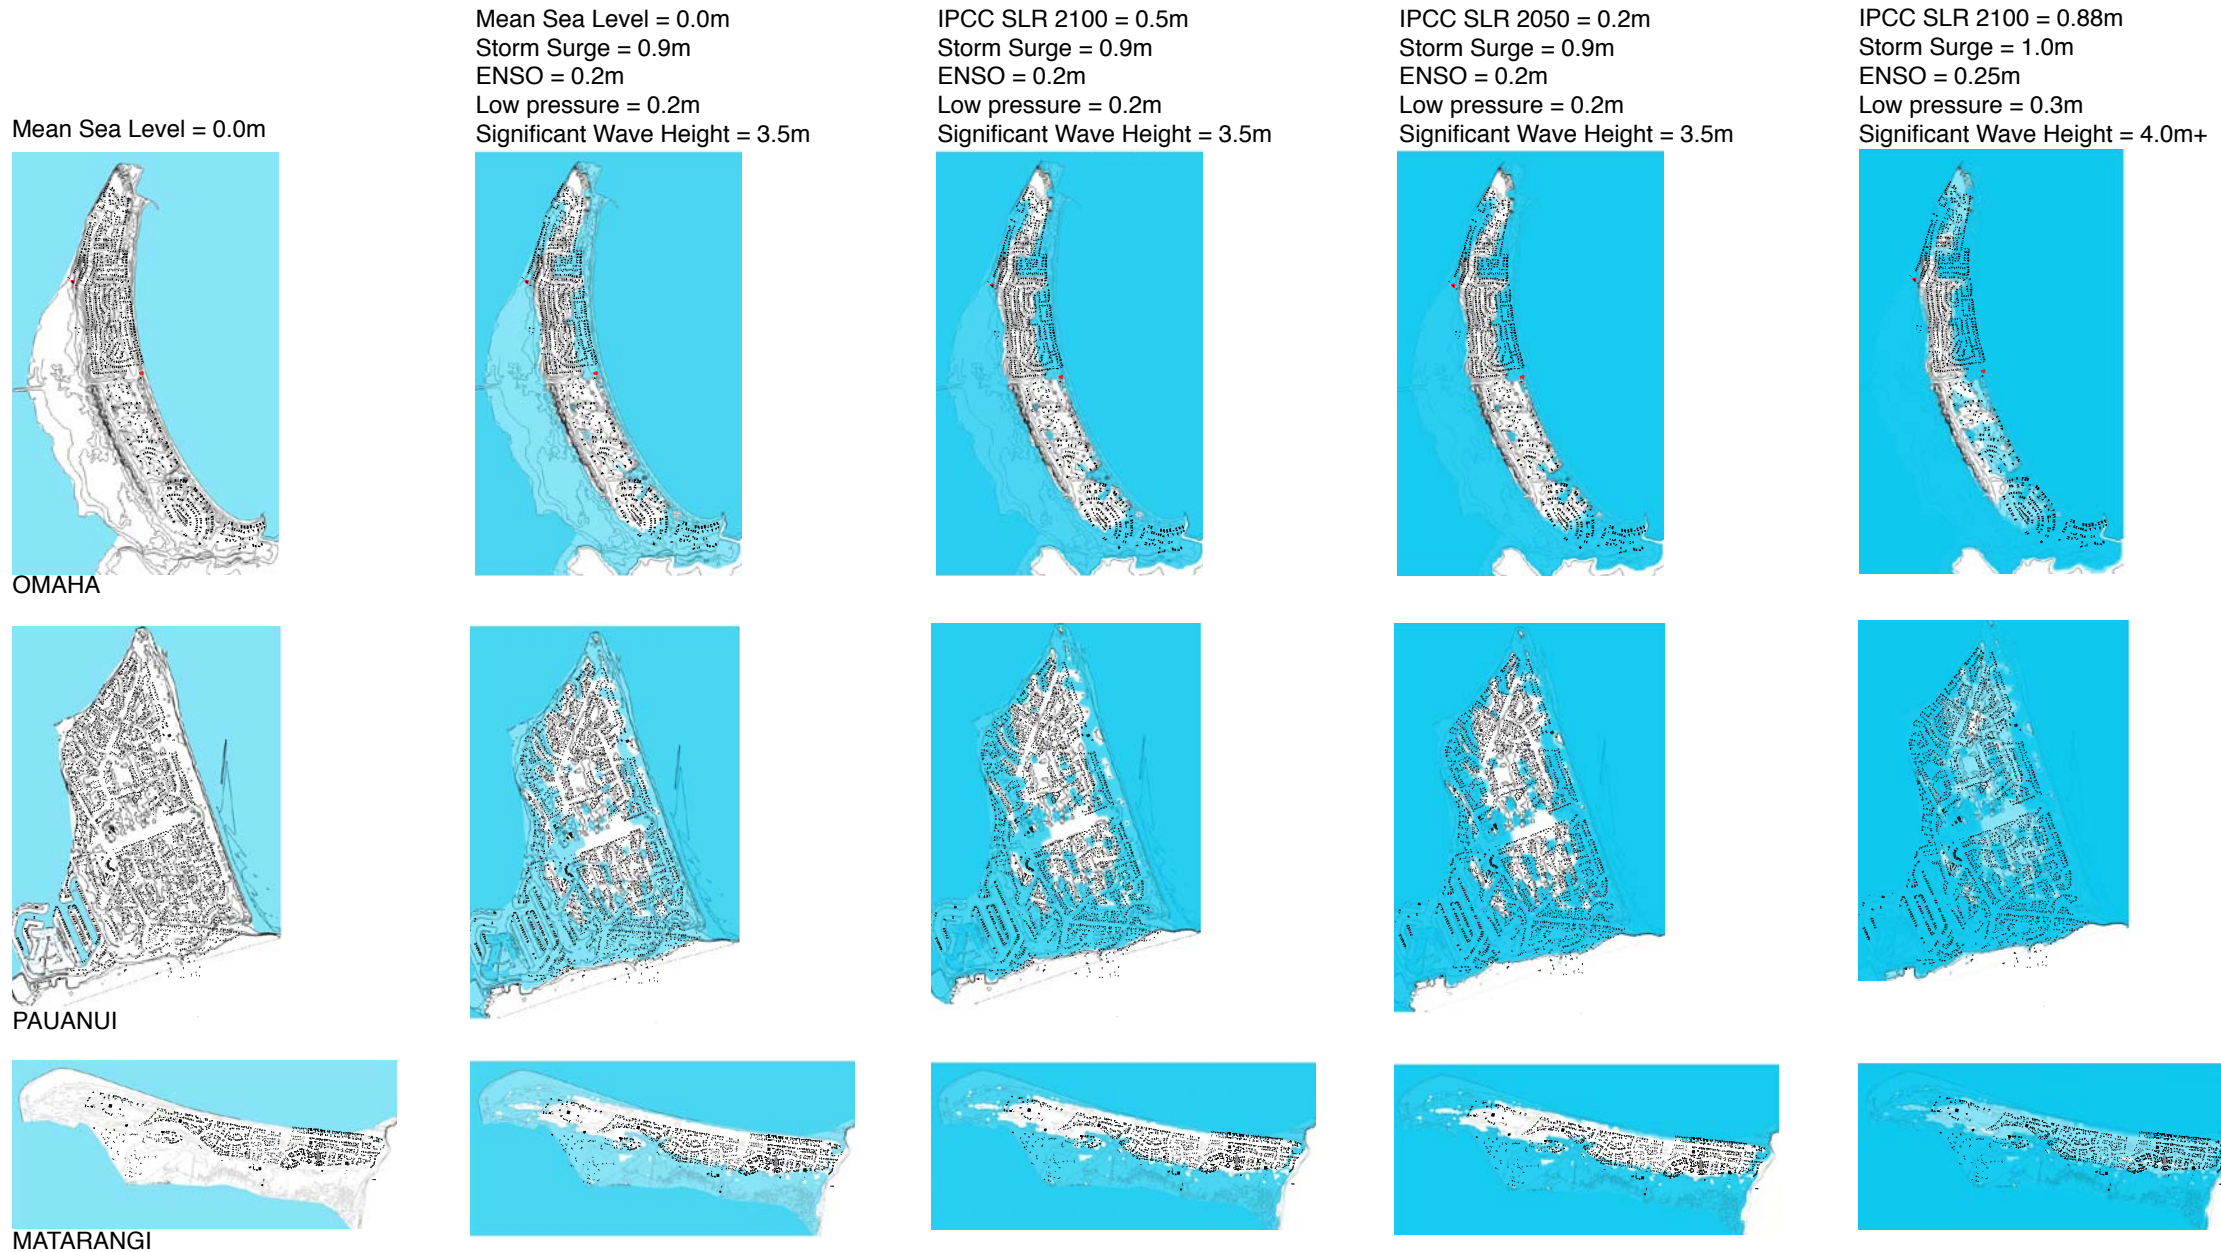 Mean Sea Level = 0.0m
Mean Sea Level = 0.0m
Storm Surge = 0.9m
ENSO = 0.2m
Low pressure = 0.2m
Significant Wave Height = 3.5m
IPCC SLR 2100 = 0.5m
Storm Surge = 0.9m
ENSO = 0.2m
Low pressure = 0.2m
Significant Wave Height = 3.5m
IPCC SLR 2050 = 0.2m
Storm Surge = 0.9m
ENSO = 0.2m
Low pressure = 0.2m
Significant Wave Height = 3.5m
IPCC SLR 2100 = 0.88m
Storm Surge = 1.0m
ENSO = 0.25m
Low pressure = 0.3m
Significant Wave Height = 4.0m+
OMAHA
PAUANUI
MATARANGI